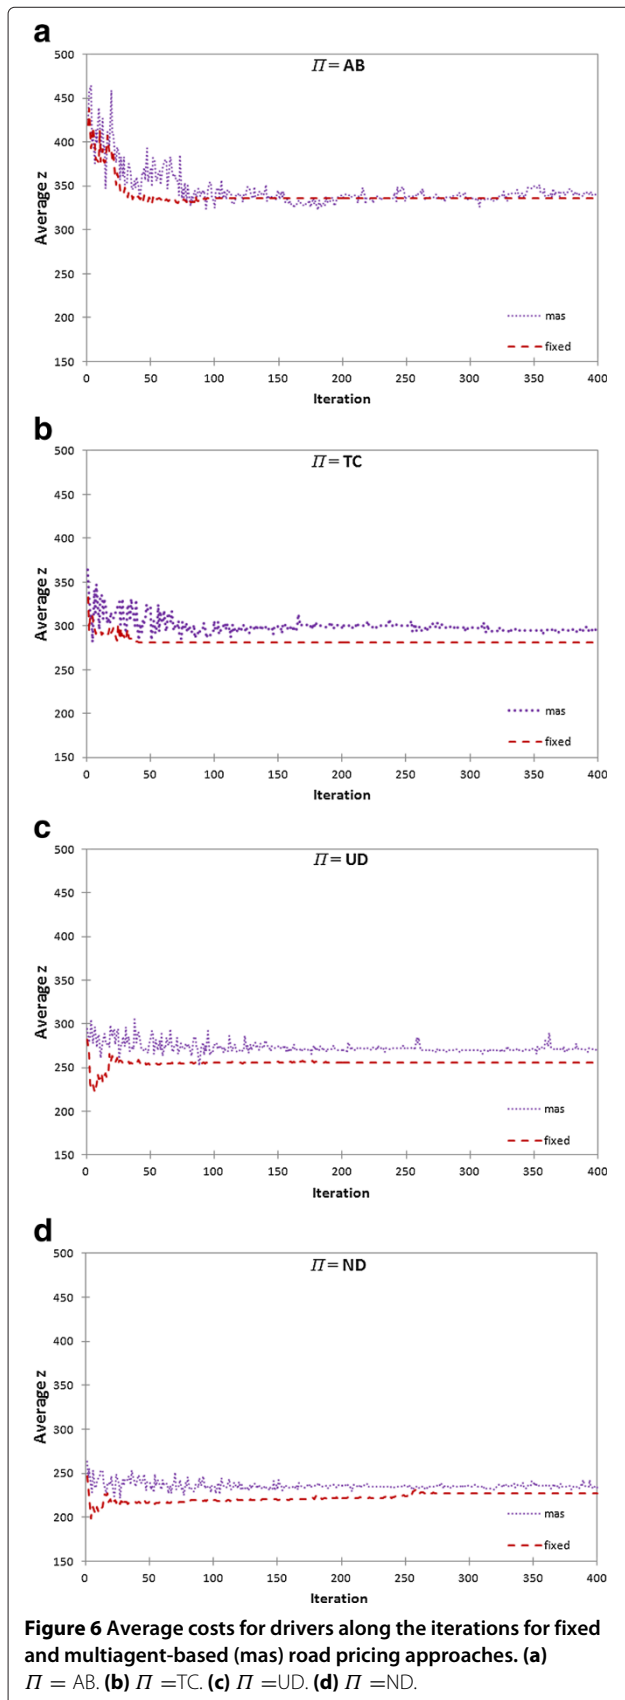 a
Π = AB
500
450
400
350
300
250
200
150
Average z
mas
fixed
0 50 100 150 200 250 300 350 400
Iteration
b
Π = TC
500
450
400
350
300
250
200
150
Average z
mas
fixed
0 50 100 150 200 250 300 350 400
Iteration
c
Π = UD
500
450
400
350
300
250
200
150
Average z
mas
fixed
0 50 100 150 200 250 300 350 400
Iteration
d
Π = ND
500
450
400
350
300
250
200
150
Average z
mas
fixed
0 50 100 150 200 250 300 350 400
Iteration
Figure 6 Average costs for drivers along the iterations for fixed
and multiagent-based (mas) road pricing approaches. (a)
Π = AB. (b) Π =TC. (c) Π =UD. (d) Π =ND.